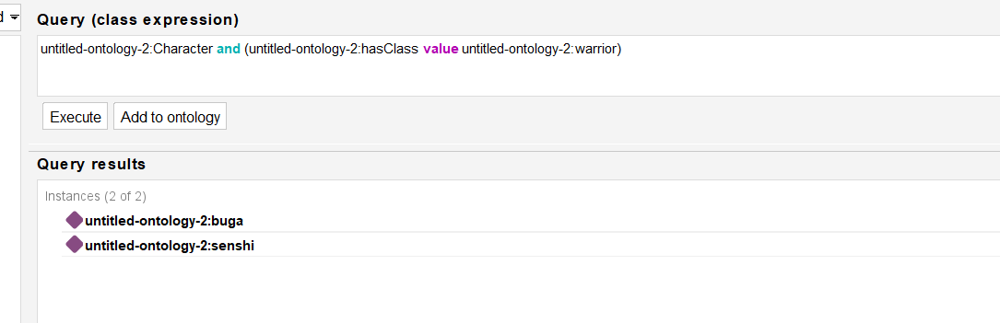 d
Query (class expression)
untitled-ontology-2:Character and (untitled-ontology-2:hasClass value untitled-ontology-2:warrior)
Execute Add to ontology
Query results
Instances (2 of 2)
untitled-ontology-2:buga
untitled-ontology-2:senshi